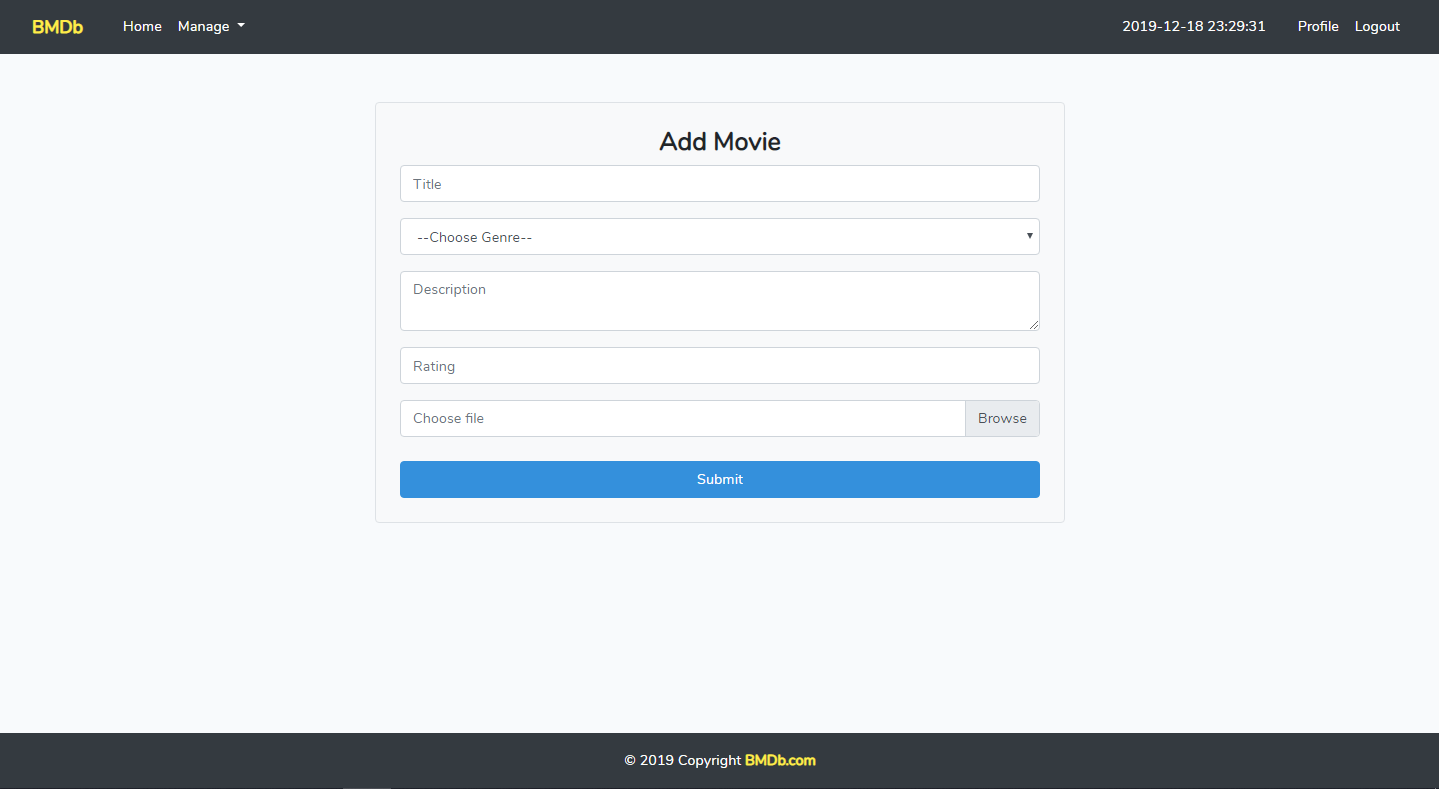 BMDb Home Manage 2019-12-18 23:29:31 Profile Logout
Add Movie
Title
--Choose Genre--
Description
Rating
Choose file Browse
Submit
© 2019 Copyright BMDb.com